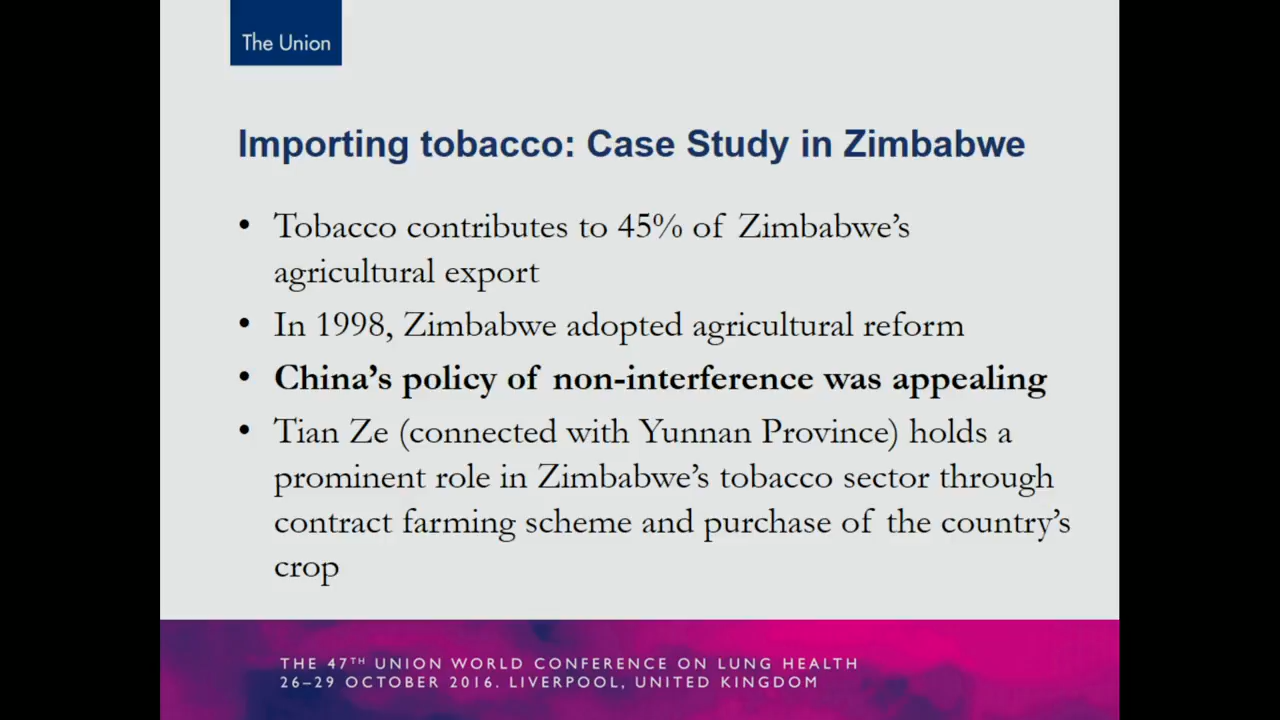 The Union
Importing tobacco: Case Study in Zimbabwe
• Tobacco contributes to 45% of Zimbabwe's
agricultural export
• In 1998, Zimbabwe adopted agricultural reform
• China's policy of non-interference was appealing
• Tian Ze (connected with Yunnan Province) holds a
prominent role in Zimbabwe's tobacco sector through
contract farming scheme and purchase of the country's
crop
THE 47TH UNION WORLD CONFERENCE ON LUNG HEALTH
26–29 OCTOBER 2016. LIVERPOOL, UNITED KINGDOM